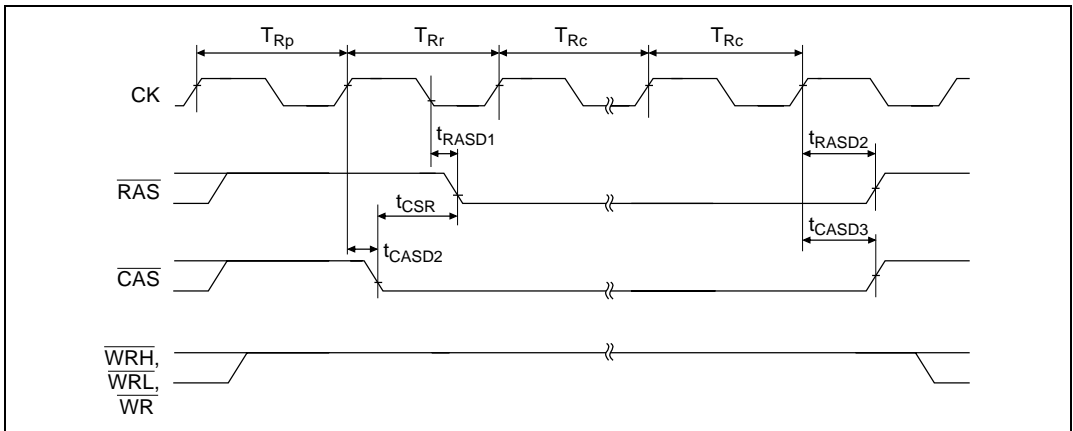 TRp TRr TRc TRc
CK
tRASD1 tRASD2
RAS
tCSR
tCASD3
tCASD2
CAS
WRH,
WRL,
WR